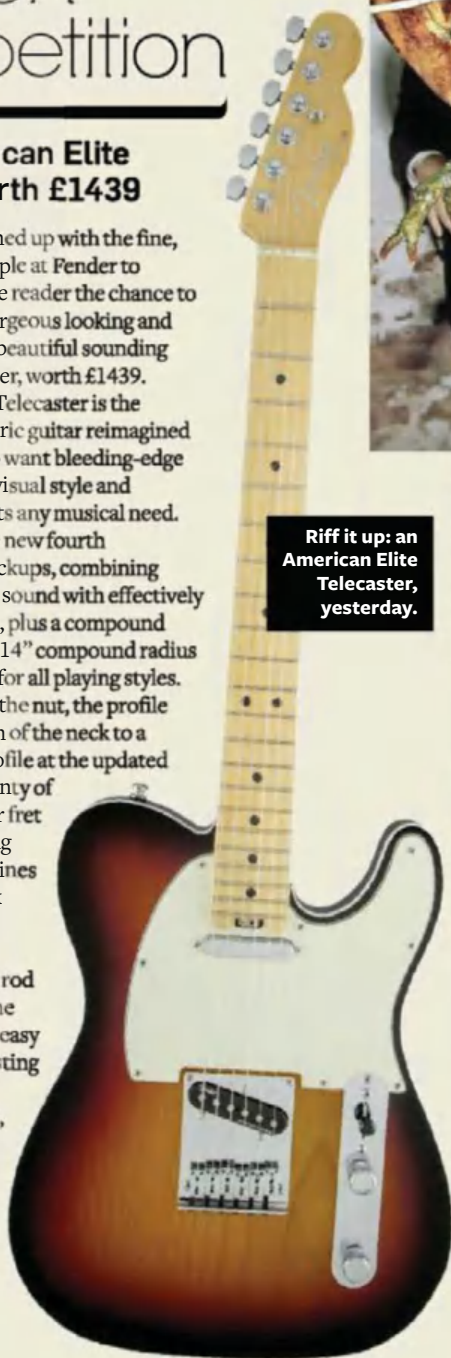 petition
can Elite
rth £1439
ned up with the fine,
ple at Fender to
e reader the chance to
rgeous looking and
beautiful sounding
er, worth £1439.
Telecaster is the
ric guitar reimagined
want bleeding-edge
visual style and
ts any musical need.
new fourth
ckups, combining
sound with effectively
, plus a compound
14” compound radius
for all playing styles.
the nut, the profile
n of the neck to a
ofile at the updated
nty of
r fret
g
ines
t
rod
ne
easy
sting
,
Riff it up: an
American Elite
Telecaster,
yesterday.
Fender